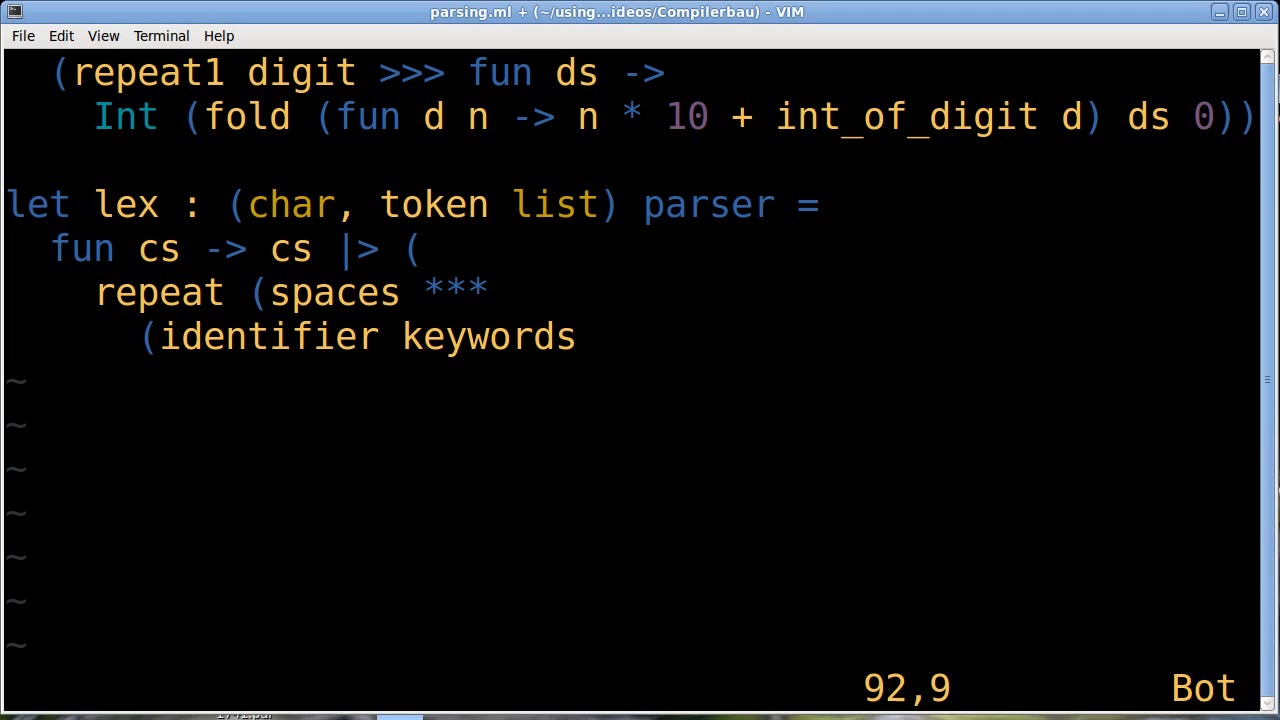 parsing.ml + (~/using...ideos/Compilerbau) - VIM
File Edit View Terminal Help
(repeat1 digit >>> fun ds ->
Int (fold (fun d n -> n * 10 + int_of_digit d) ds 0))
let lex : (char, token list) parser =
fun cs -> cs |> (
repeat (spaces ***
(identifier keywords
~
~
~
~
~
~
~
92,9 Bot